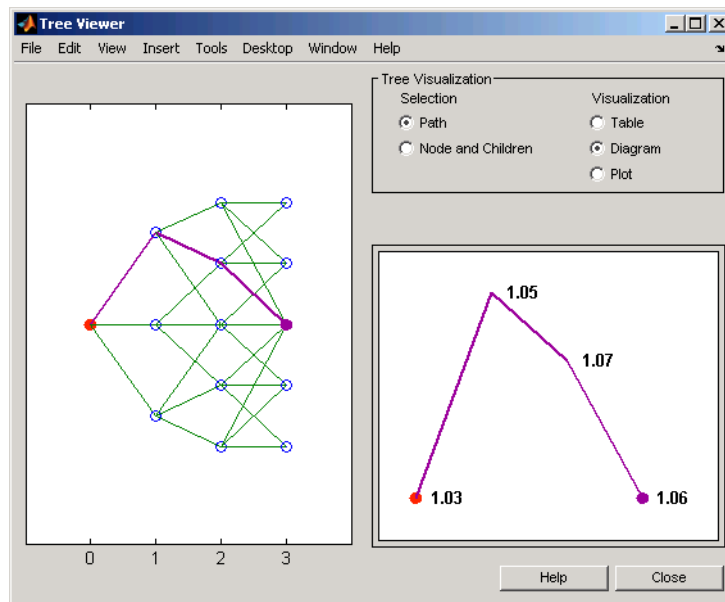 Tree Viewer
File Edit View Insert Tools Desktop Window Help
Tree Visualization
Selection Visualization
Path Table
Node and Children Diagram
Plot
1.05
1.07
1.03 1.06
0 1 2 3
Help Close